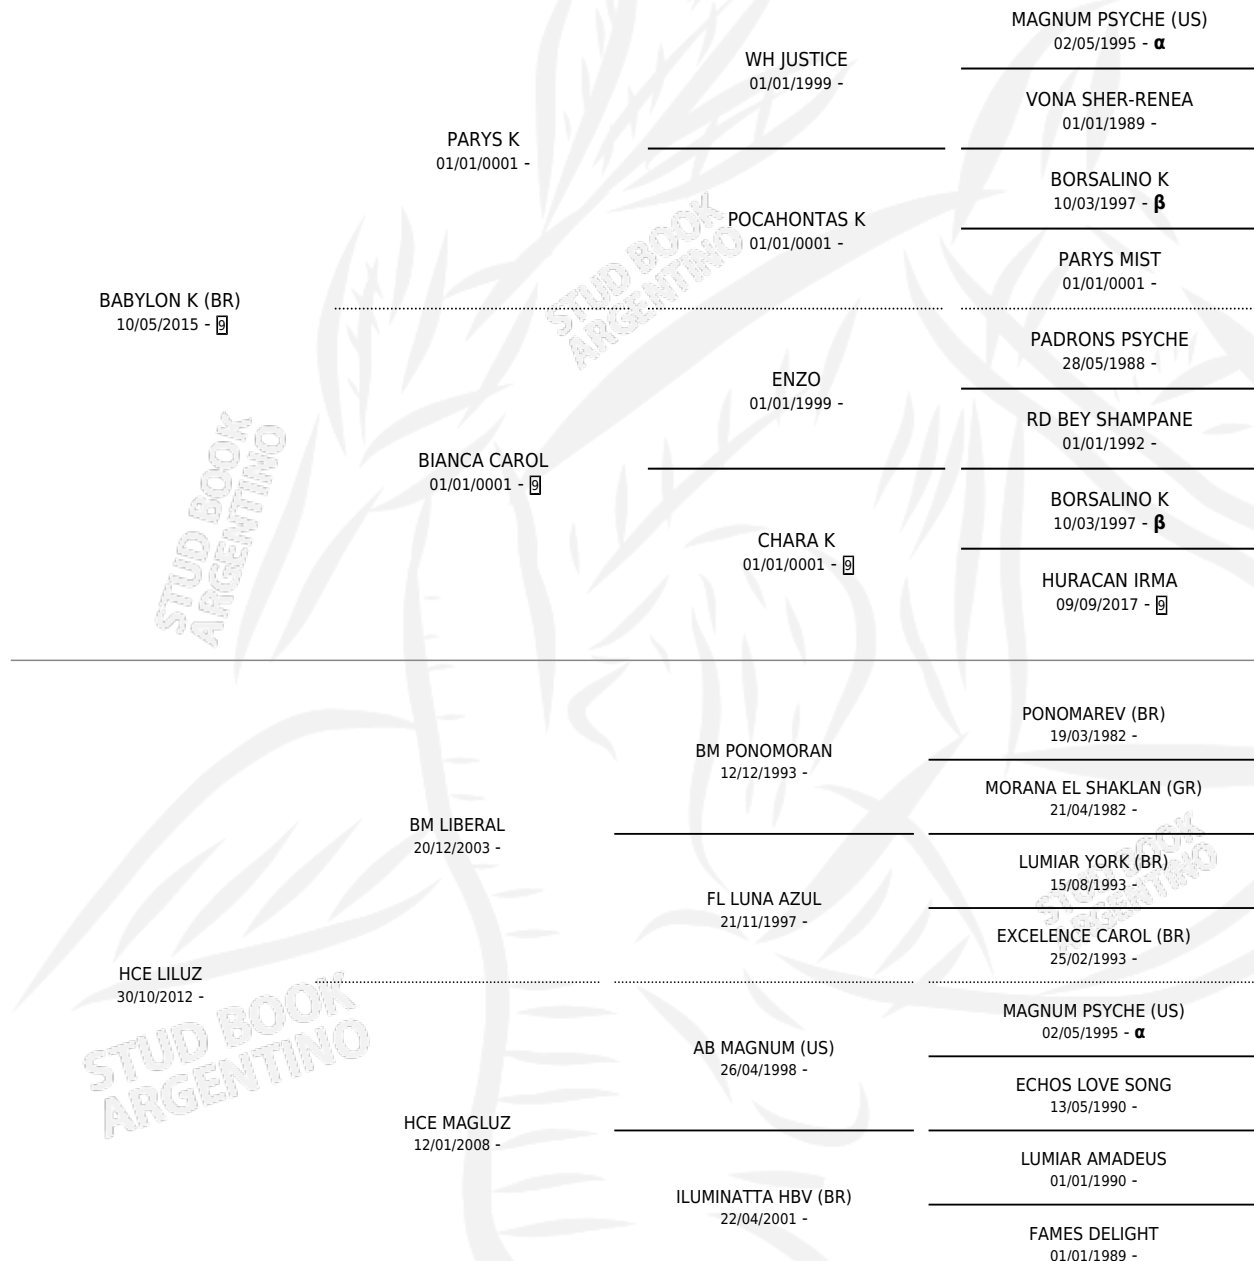 MAGNUM PSYCHE (US)
02/05/1995 - α
WH JUSTICE
01/01/1999 -
VONA SHER-RENEA
01/01/1989 -
PARYS K
01/01/0001 -
BORSALINO K
10/03/1997 - β
POCAHONTAS K
01/01/0001 -
PARYS MIST
01/01/0001 -
BABYLON K (BR)
10/05/2015 - 9
PADRONS PSYCHE
28/05/1988 -
ENZO
01/01/1999 -
RD BEY SHAMPANE
01/01/1992 -
BIANCA CAROL
01/01/0001 - 9
BORSALINO K
10/03/1997 - β
CHARA K
01/01/0001 - 9
HURACAN IRMA
09/09/2017 - 9
STUD BOOK
ARGENTINO
STUD BOOK
ARGENTINO
PONOMAREV (BR)
19/03/1982 -
BM PONOMORAN
12/12/1993 -
MORANA EL SHAKLAN (GR)
21/04/1982 -
BM LIBERAL
20/12/2003 -
LUMIAR YORK (BR)
15/08/1993 -
FL LUNA AZUL
21/11/1997 -
EXCELENCE CAROL (BR)
25/02/1993 -
STUD BOOK
ARGENTINO
HCE LILUZ
30/10/2012 -
MAGNUM PSYCHE (US)
02/05/1995 - α
AB MAGNUM (US)
26/04/1998 -
ECHOS LOVE SONG
13/05/1990 -
HCE MAGLUZ
12/01/2008 -
LUMIAR AMADEUS
01/01/1990 -
ILUMINATTA HBV (BR)
22/04/2001 -
FAMES DELIGHT
01/01/1989 -
STUD BOOK
ARGENTINO